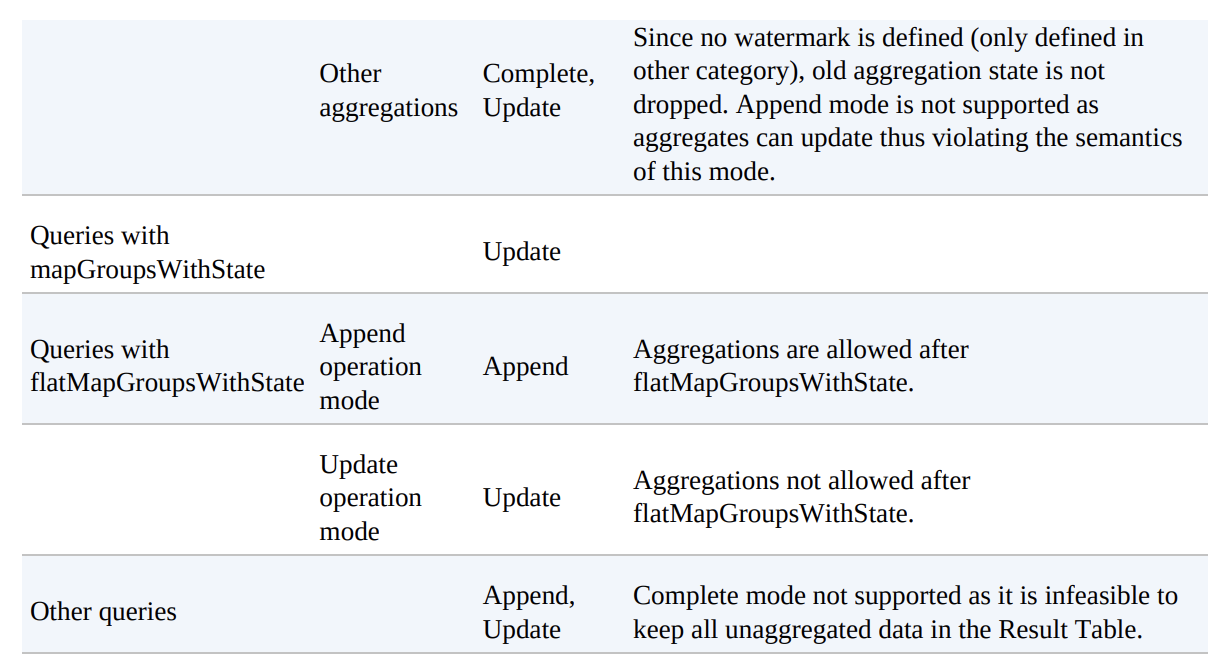 Other
aggregations
Complete,
Update
Since no watermark is defined (only defined in
other category), old aggregation state is not
dropped. Append mode is not supported as
aggregates can update thus violating the semantics
of this mode.
Queries with
mapGroupsWithState
Update
Queries with
flatMapGroupsWithState
Append
operation
mode
Append
Aggregations are allowed after
flatMapGroupsWithState.
Update
operation
mode
Update
Aggregations not allowed after
flatMapGroupsWithState.
Other queries
Append,
Update
Complete mode not supported as it is infeasible to
keep all unaggregated data in the Result Table.